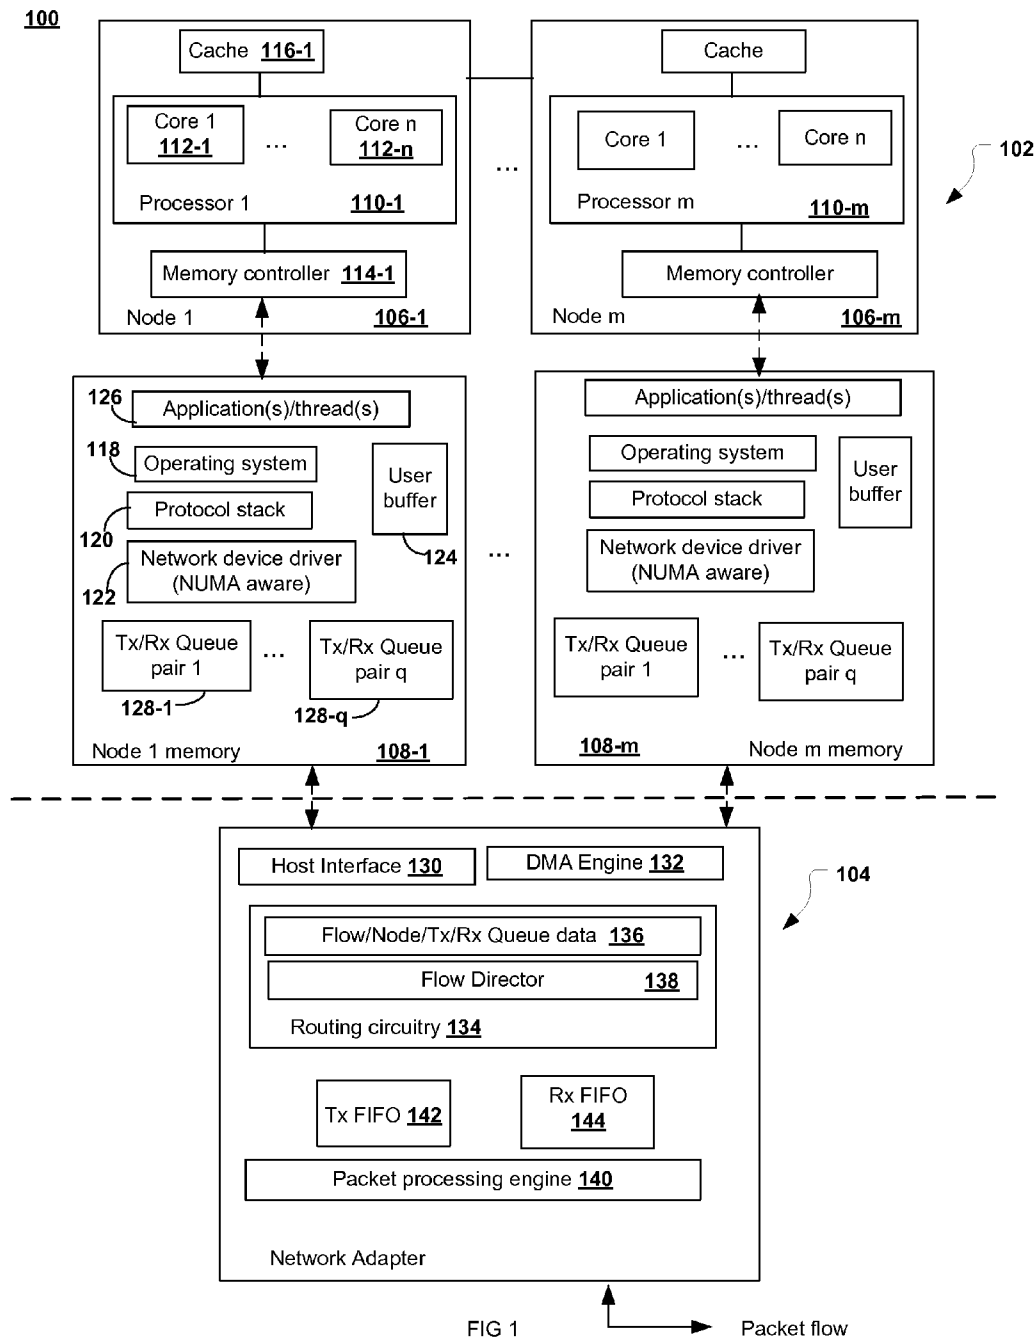 100
Cache 116-1
Core 1
112-1
...
Core n
112-n
Processor 1
110-1
Memory controller 114-1
Node 1
106-1
...
Cache
Core 1
...
Core n
Processor m
110-m
Memory controller
Node m
106-m
102
126
Application(s)/thread(s)
118
Operating system
120
Protocol stack
User
buffer
124
122
Network device driver
(NUMA aware)
Tx/Rx Queue
pair 1
128-1
...
Tx/Rx Queue
pair q
128-q
Node 1 memory
108-1
...
Application(s)/thread(s)
Operating system
Protocol stack
User
buffer
Network device driver
(NUMA aware)
Tx/Rx Queue
pair 1
...
Tx/Rx Queue
pair q
108-m
Node m memory
Host Interface 130
DMA Engine 132
104
Flow/Node/Tx/Rx Queue data 136
Flow Director 138
Routing circuitry 134
Tx FIFO 142
Rx FIFO
144
Packet processing engine 140
Network Adapter
FIG 1
Packet flow